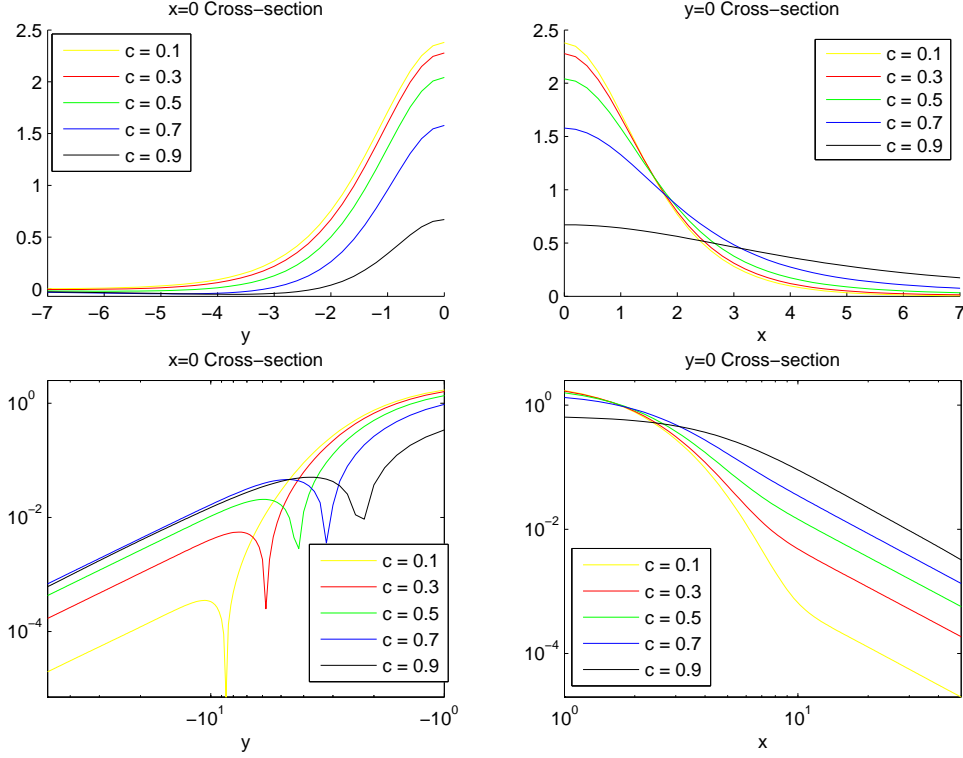 x=0 Cross−section
2.5
2
1.5
1
0.5
0
−7
−6
−5
−4
−3
−2
−1
0
y
c = 0.1
c = 0.3
c = 0.5
c = 0.7
c = 0.9
y=0 Cross−section
2.5
2
1.5
1
0.5
0
0
1
2
3
4
5
6
7
x
c = 0.1
c = 0.3
c = 0.5
c = 0.7
c = 0.9
x=0 Cross−section
10^0
10^−2
10^−4
−10^1
−10^0
y
c = 0.1
c = 0.3
c = 0.5
c = 0.7
c = 0.9
y=0 Cross−section
10^0
10^−2
10^−4
10^0
10^1
x
c = 0.1
c = 0.3
c = 0.5
c = 0.7
c = 0.9